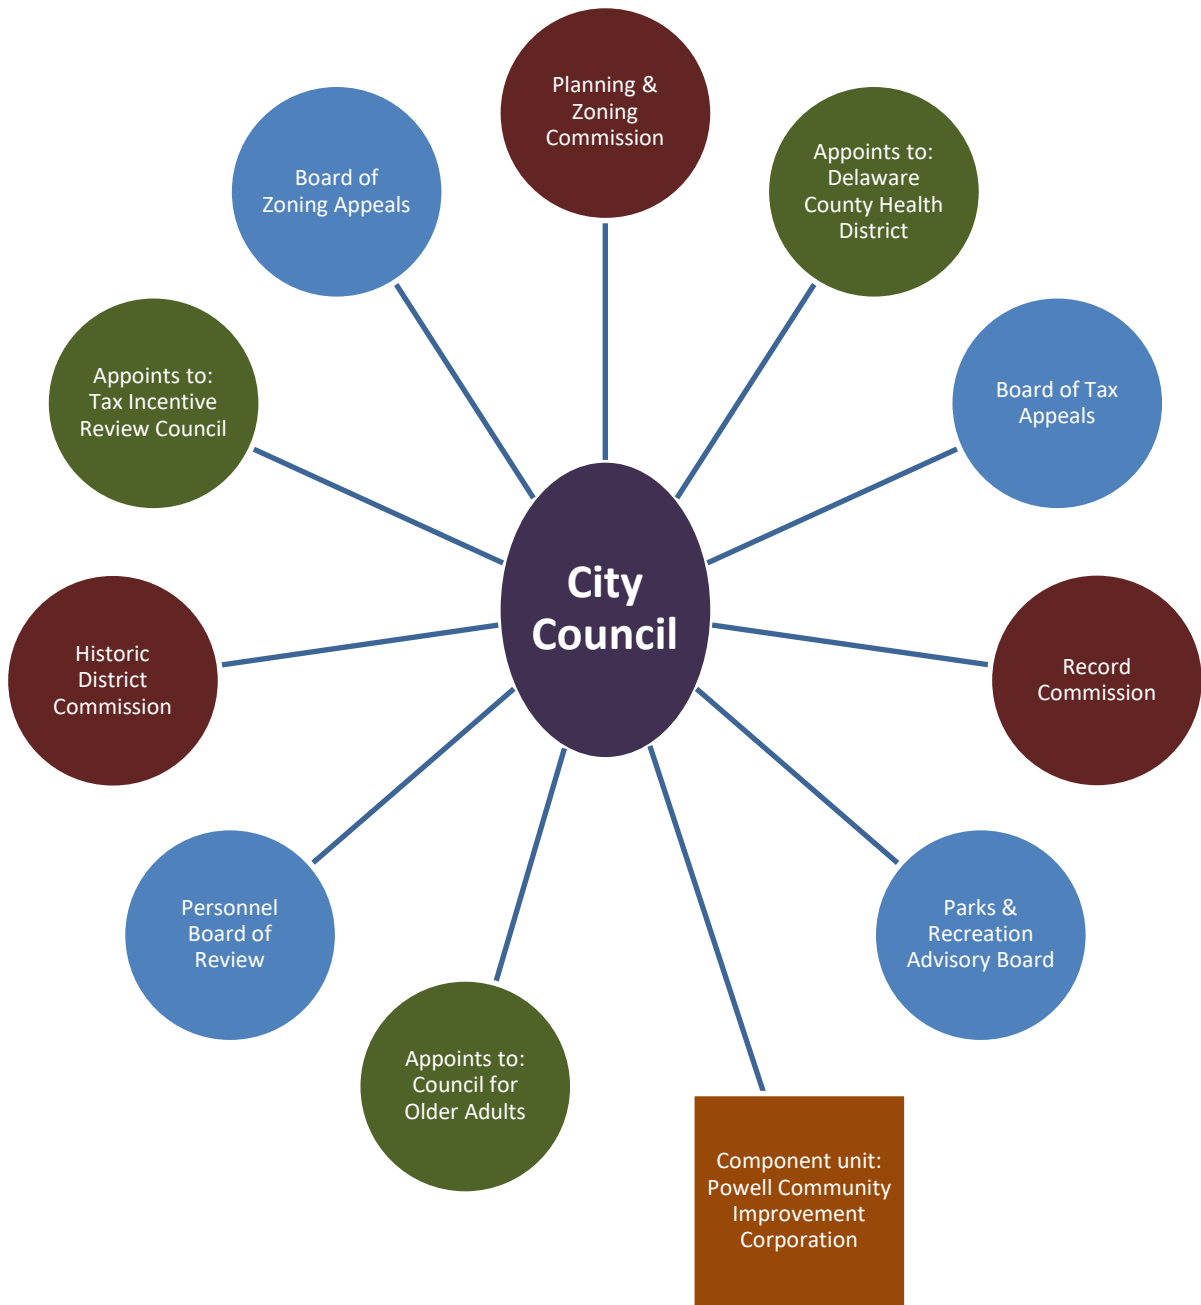 Planning &
Zoning
Commission
Appoints to:
Delaware
County Health
District
Board of
Zoning Appeals
Board of Tax
Appeals
Appoints to:
Tax Incentive
Review Council
City
Council
Historic
District
Commission
Record
Commission
Personnel
Board of
Review
Parks &
Recreation
Advisory Board
Appoints to:
Council for
Older Adults
Component unit:
Powell Community
Improvement
Corporation